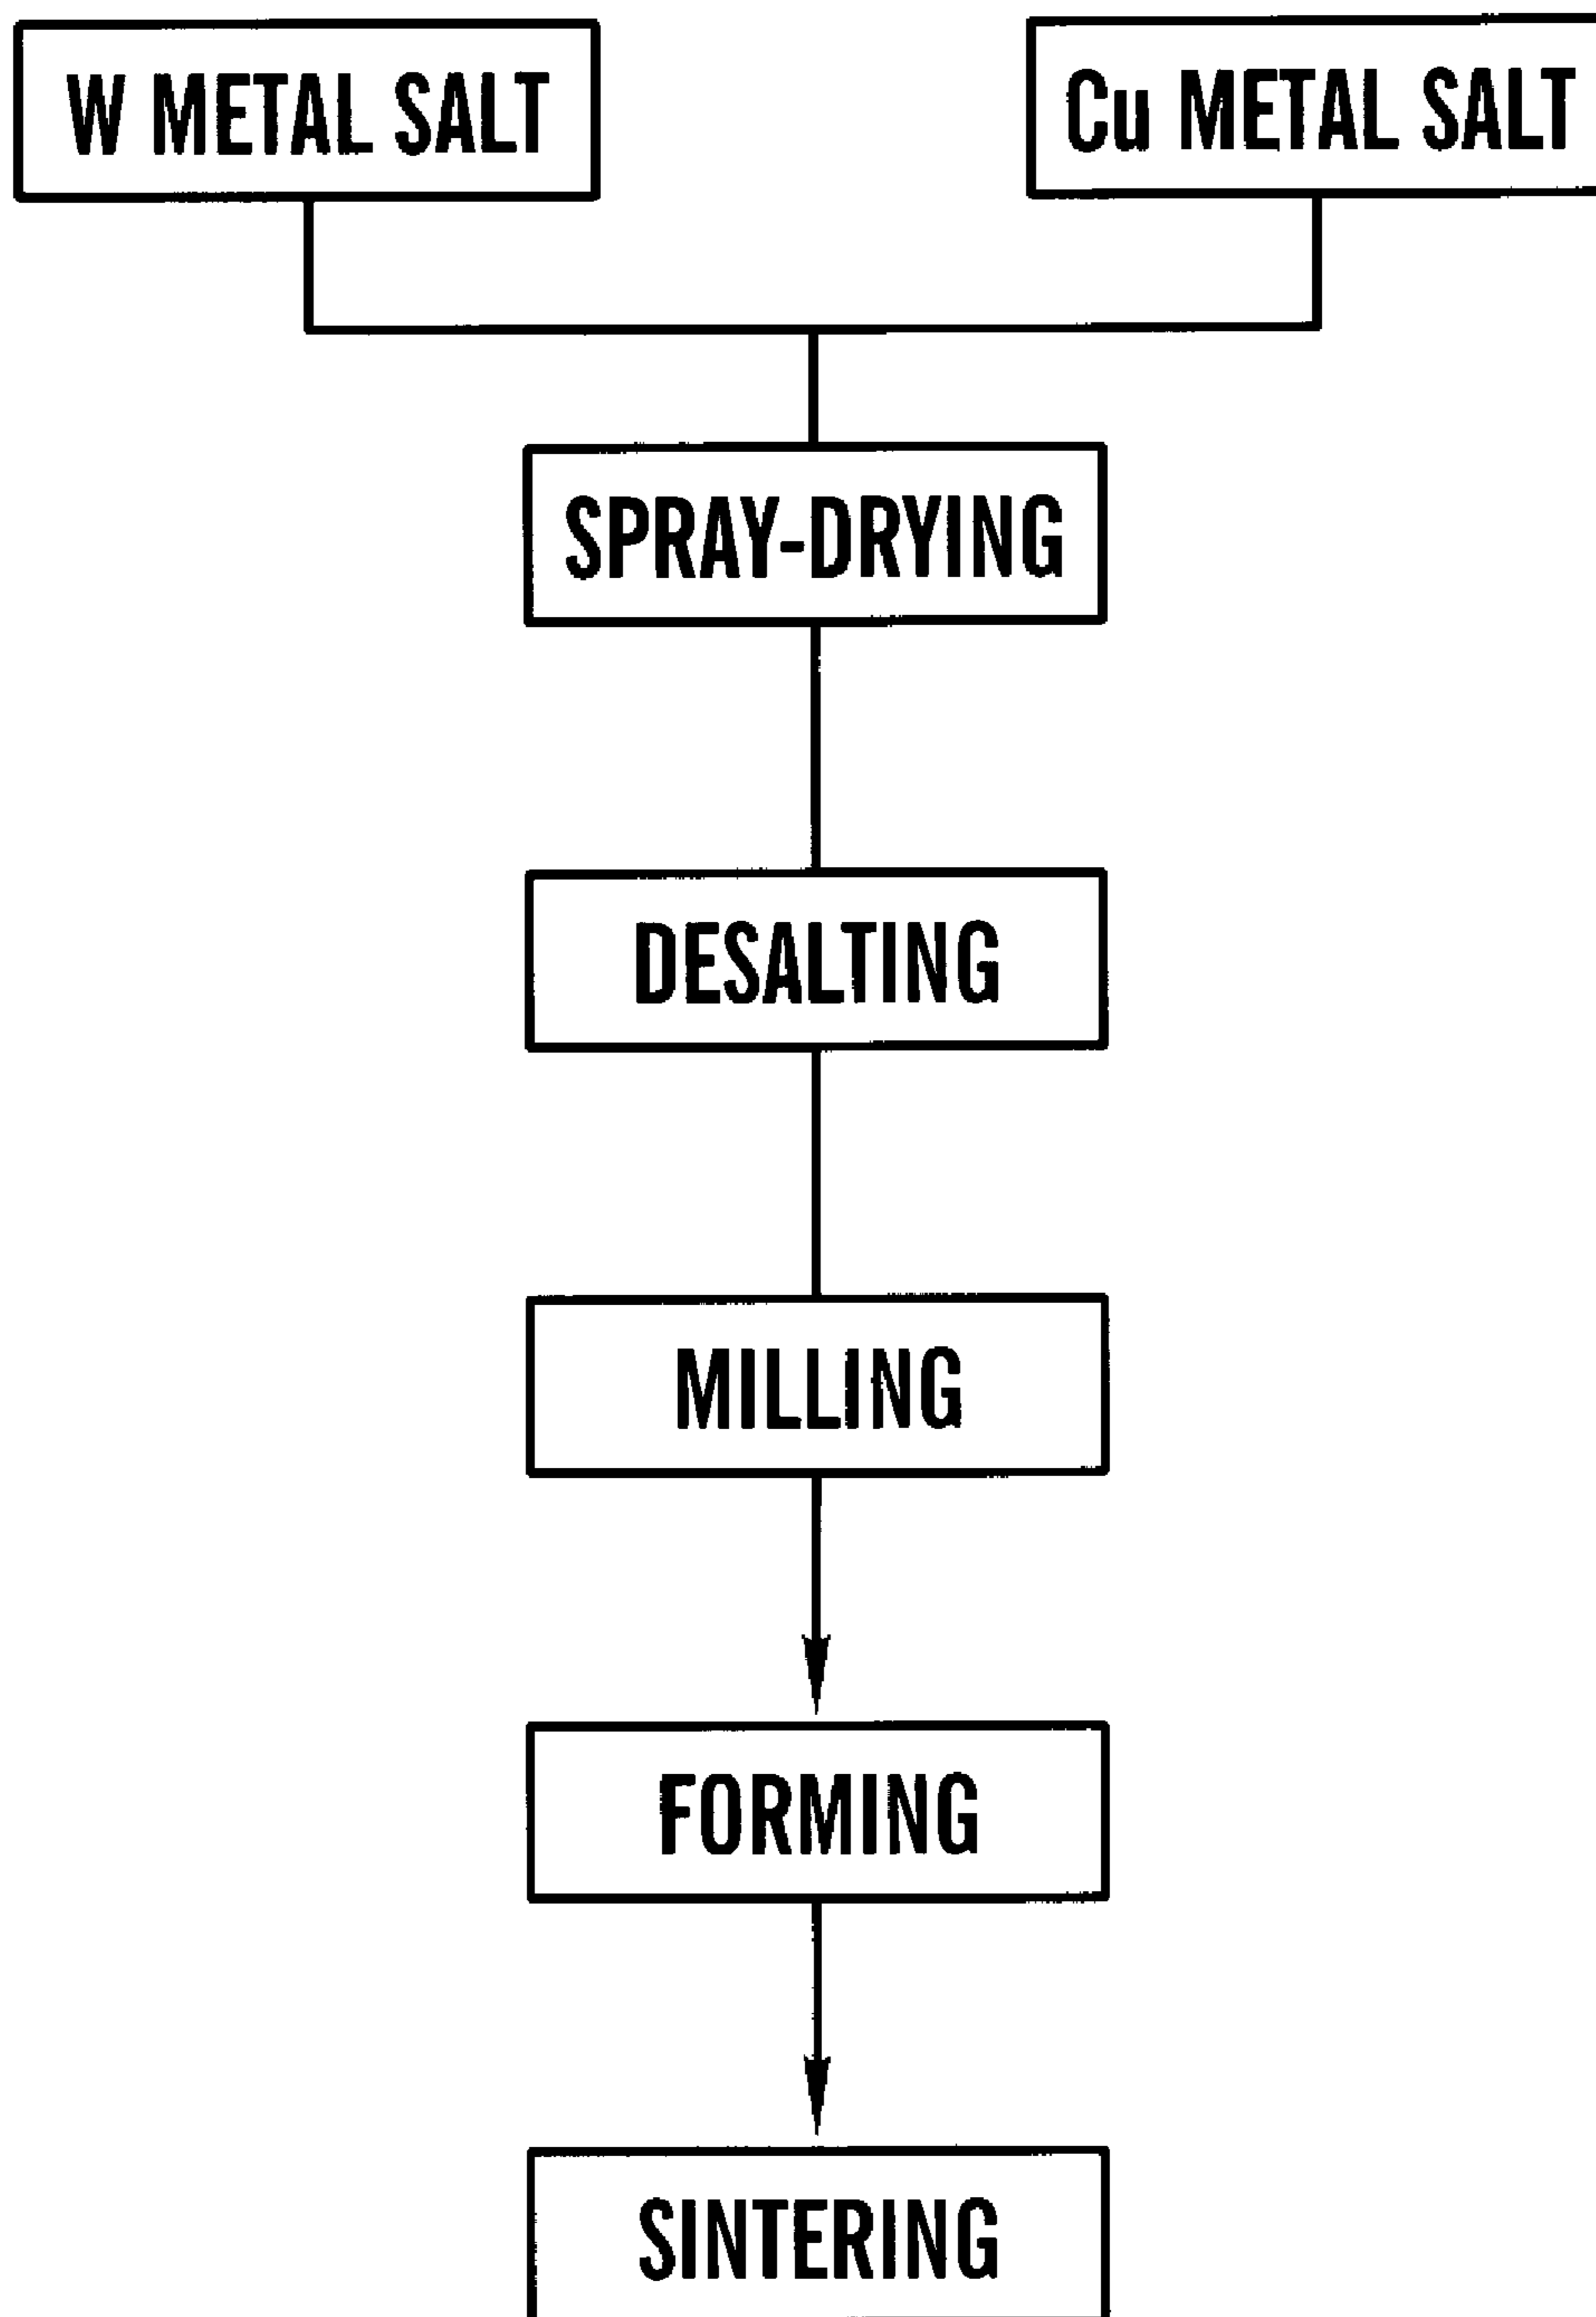 W METAL SALT
Cu METAL SALT
SPRAY-DRYING
DESALTING
MILLING
FORMING
SINTERING